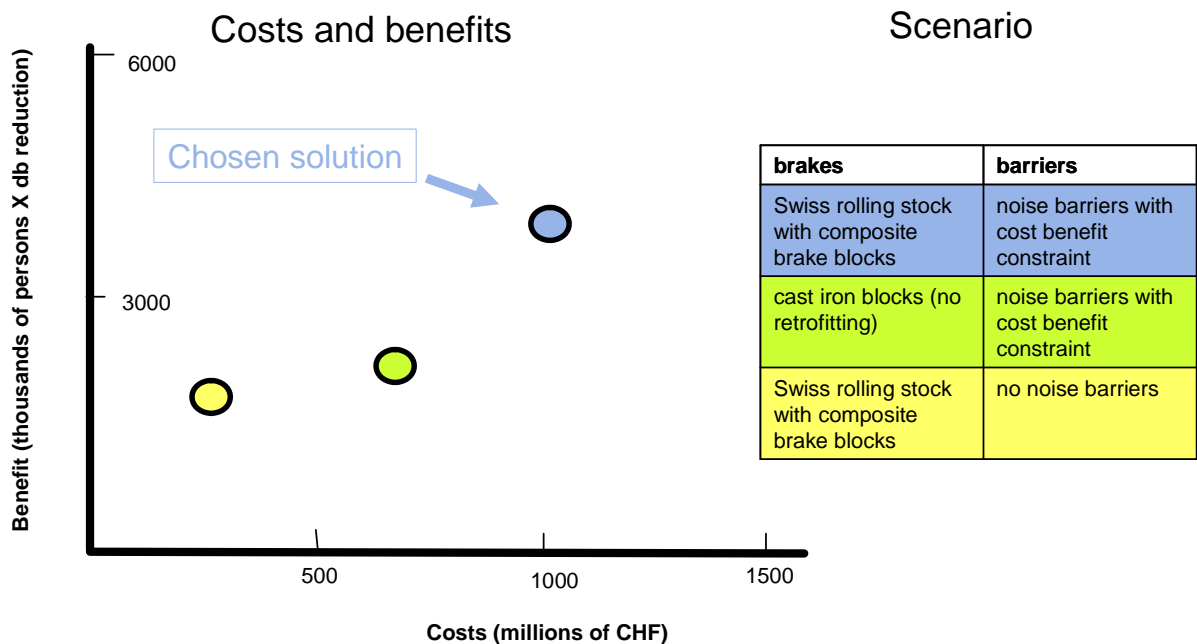 Costs and benefits
Scenario
Benefit (thousands of persons X db reduction)
6000
Chosen solution
3000
500
1000
1500
Costs (millions of CHF)
brakes
barriers
Swiss rolling stock
with composite
brake blocks
noise barriers with
cost benefit
constraint
cast iron blocks (no
retrofitting)
noise barriers with
cost benefit
constraint
Swiss rolling stock
with composite
brake blocks
no noise barriers